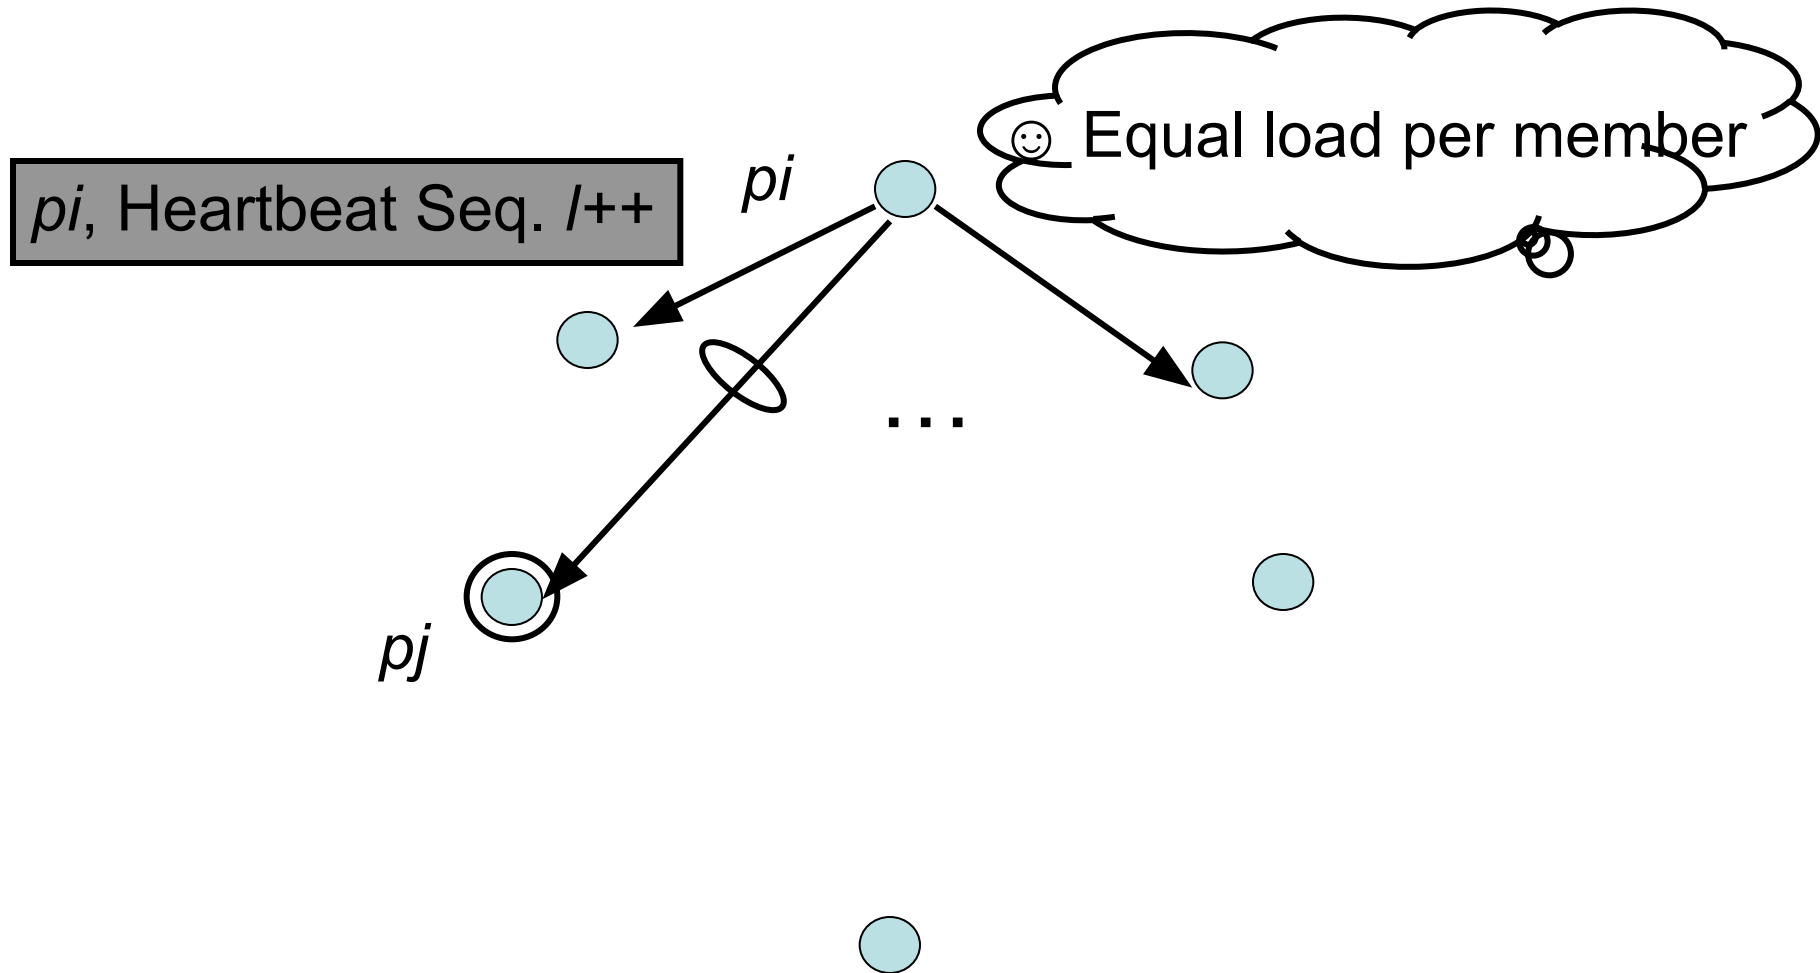 ☺ Equal load per member
pi, Heartbeat Seq. l++
pi
…
pj